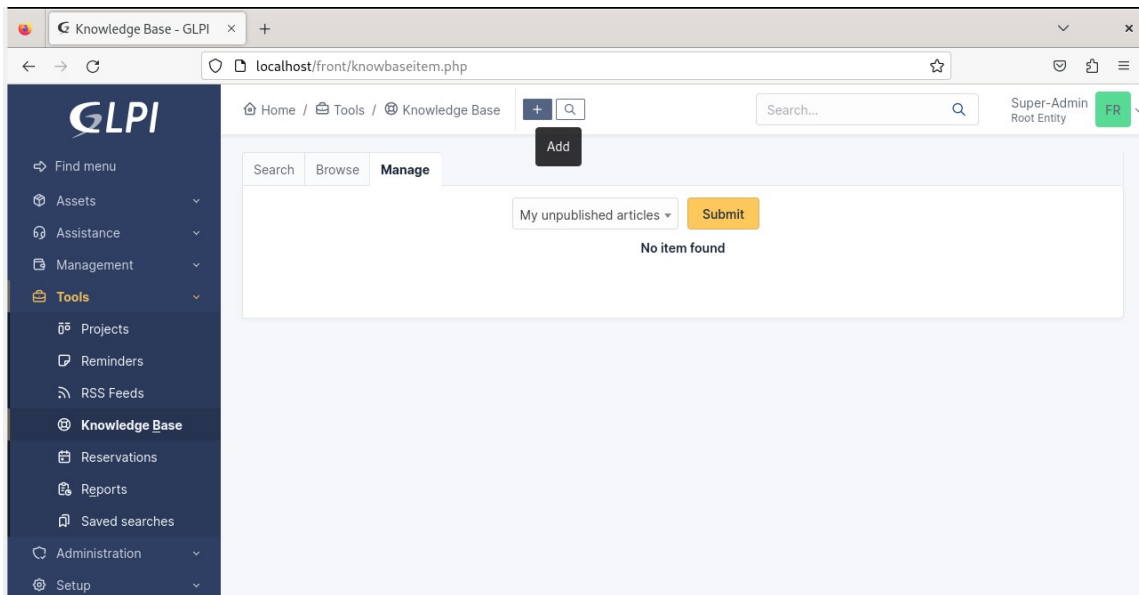 Knowledge Base - GLPI × +
localhost/front/knowbaseitem.php
GLPI
Home / Tools / Knowledge Base
+
Search...
Super-Admin
Root Entity
FR
Add
Find menu
Assets
Assistance
Management
Tools
Projects
Reminders
RSS Feeds
Knowledge Base
Reservations
Reports
Saved searches
Administration
Setup
Search Browse Manage
My unpublished articles Submit
No item found